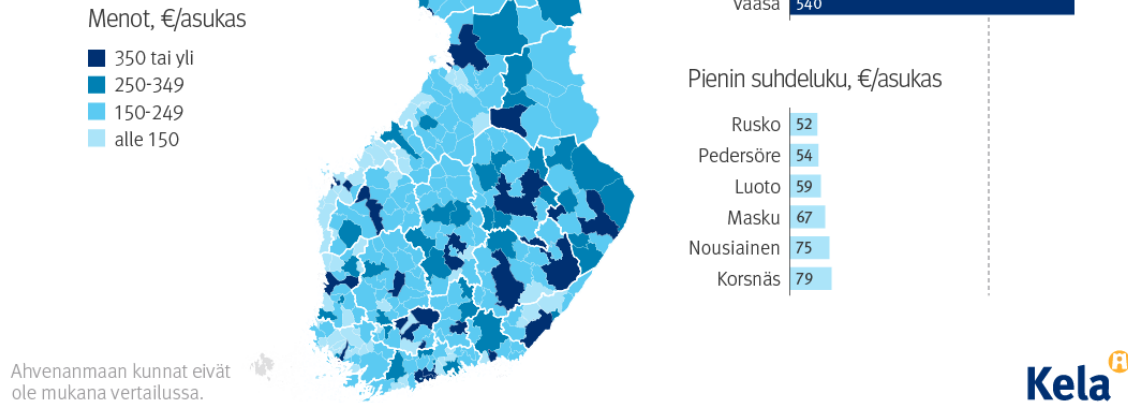 Menot, €/asukas
350 tai yli
250-349
150-249
alle 150
Vaasa 540
Pienin suhdeluku, €/asukas
Rusko 52
Pedersöre 54
Luoto 59
Masku 67
Nousiainen 75
Korsnäs 79
Ahvenanmaan kunnat eivät
ole mukana vertailussa.
Kela